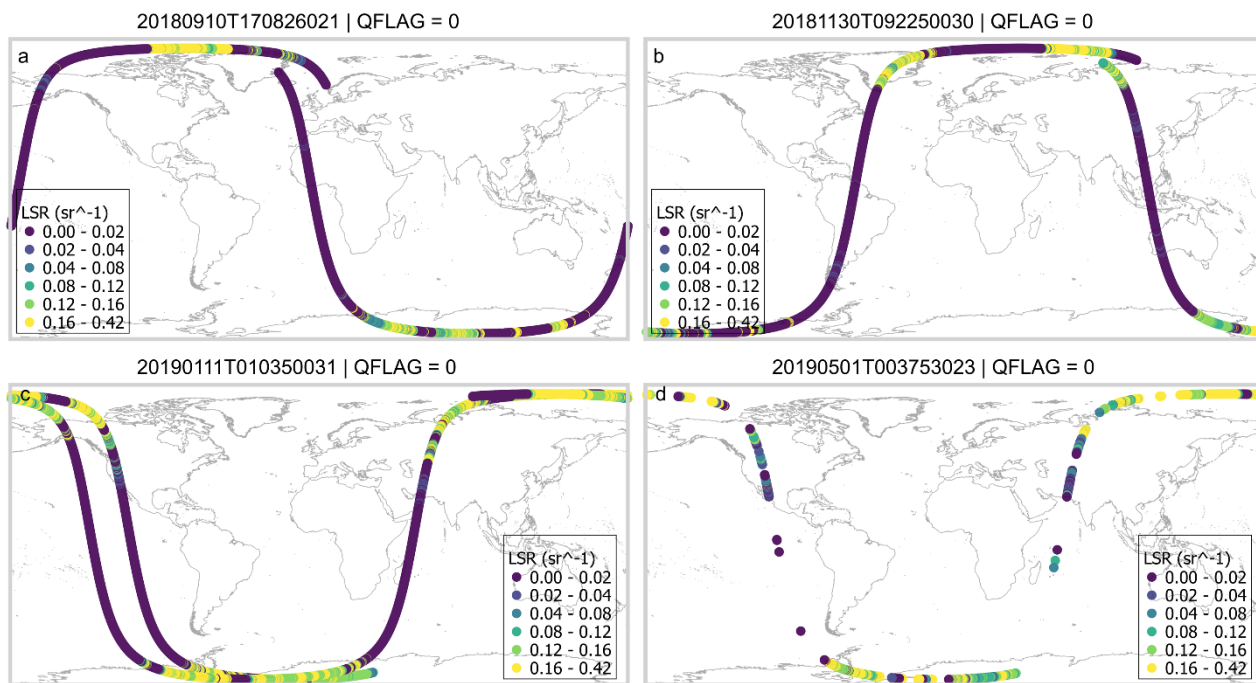 20180910T170826021 | QFLAG = 0
a
LSR (sr^-1)
0.00 - 0.02
0.02 - 0.04
0.04 - 0.08
0.08 - 0.12
0.12 - 0.16
0.16 - 0.42
20181130T092250030 | QFLAG = 0
b
LSR (sr^-1)
0.00 - 0.02
0.02 - 0.04
0.04 - 0.08
0.08 - 0.12
0.12 - 0.16
0.16 - 0.42
20190111T010350031 | QFLAG = 0
c
LSR (sr^-1)
0.00 - 0.02
0.02 - 0.04
0.04 - 0.08
0.08 - 0.12
0.12 - 0.16
0.16 - 0.42
20190501T003753023 | QFLAG = 0
d
LSR (sr^-1)
0.00 - 0.02
0.02 - 0.04
0.04 - 0.08
0.08 - 0.12
0.12 - 0.16
0.16 - 0.42